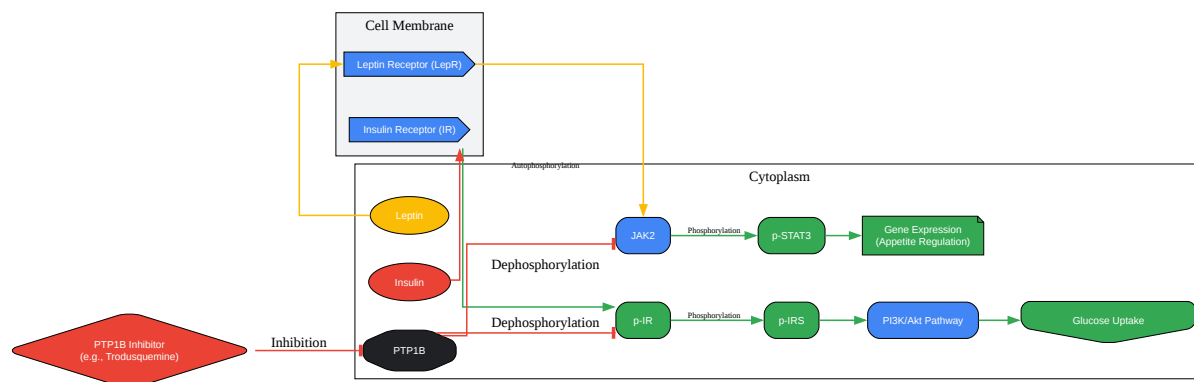 Cell Membrane
Leptin Receptor (LepR)
Insulin Receptor (IR)
Autophosphorylation
Cytoplasm
Leptin
JAK2
Phosphorylation
p-STAT3
Gene Expression
(Appetite Regulation)
Dephosphorylation
Insulin
Dephosphorylation
p-IR
Phosphorylation
p-IRS
PI3K/Akt Pathway
Glucose Uptake
PTP1B Inhibitor
(e.g., Trodusquemine)
Inhibition
PTP1B